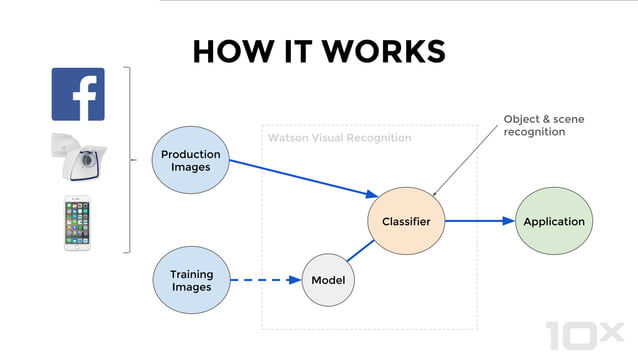 HOW IT WORKS
f
Object & scene
recognition
Watson Visual Recognition
Production
Images
Classifier
Application
Training
Images
Model
10x